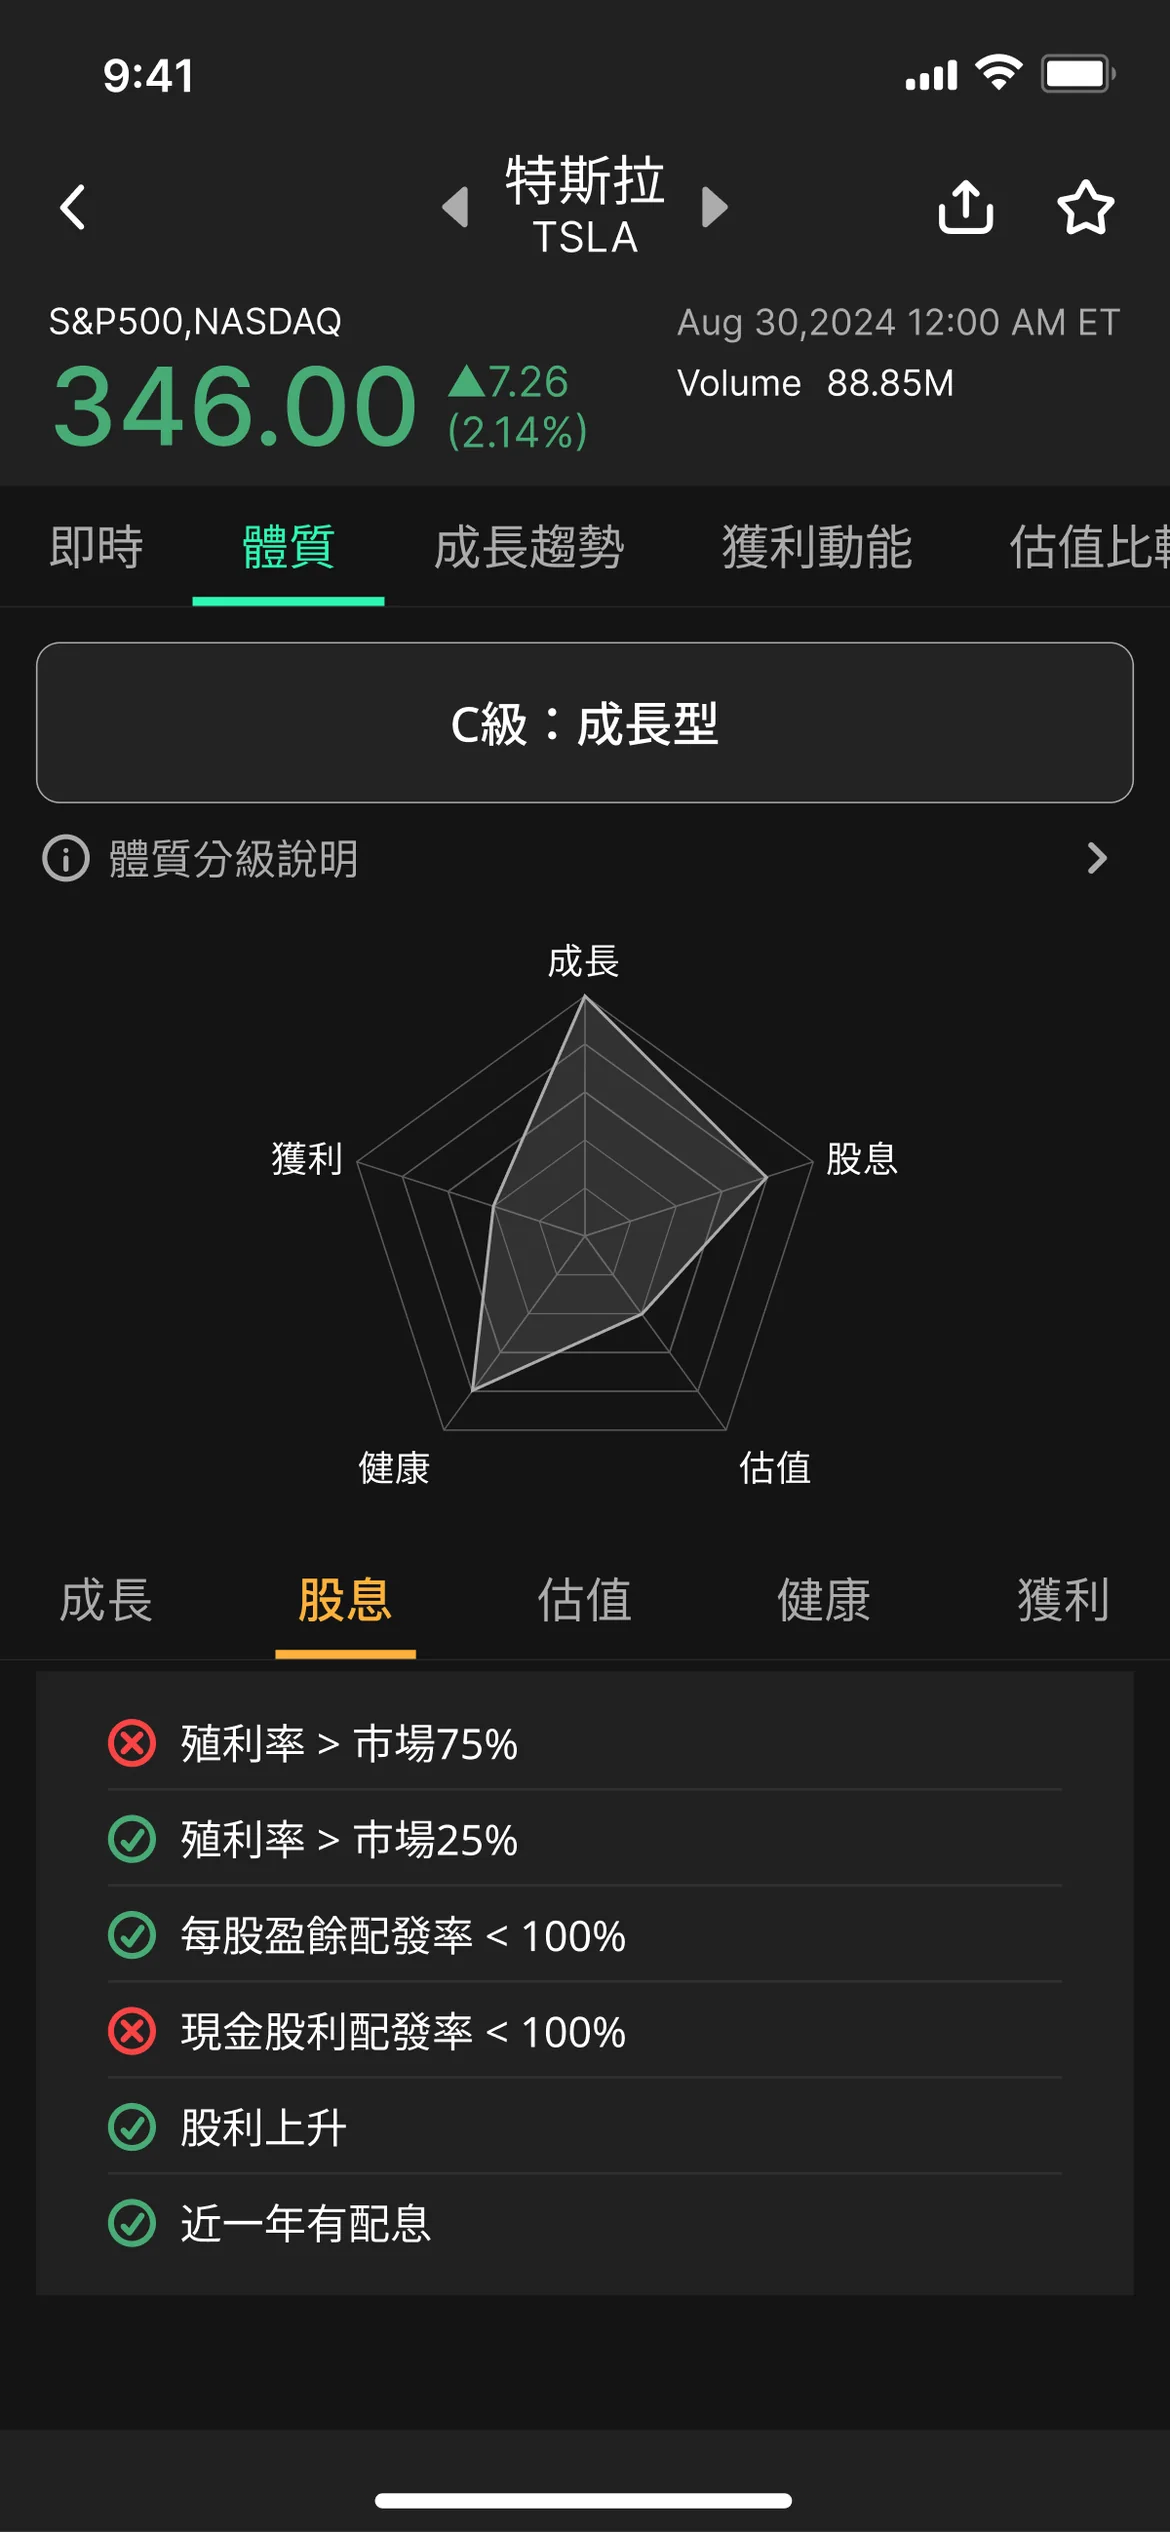 9:41
特斯拉
TSLA
S&P500,NASDAQ
Aug 30,2024 12:00 AM ET
346.00
▲7.26
(2.14%)
Volume 88.85M
即時 體質 成長趨勢 獲利動能 估值比
C級：成長型
體質分級說明
成長
獲利
股息
健康
估值
成長 股息 估值 健康 獲利
殖利率 > 市場75%
殖利率 > 市場25%
每股盈餘配發率 < 100%
現金股利配發率 < 100%
股利上升
近一年有配息